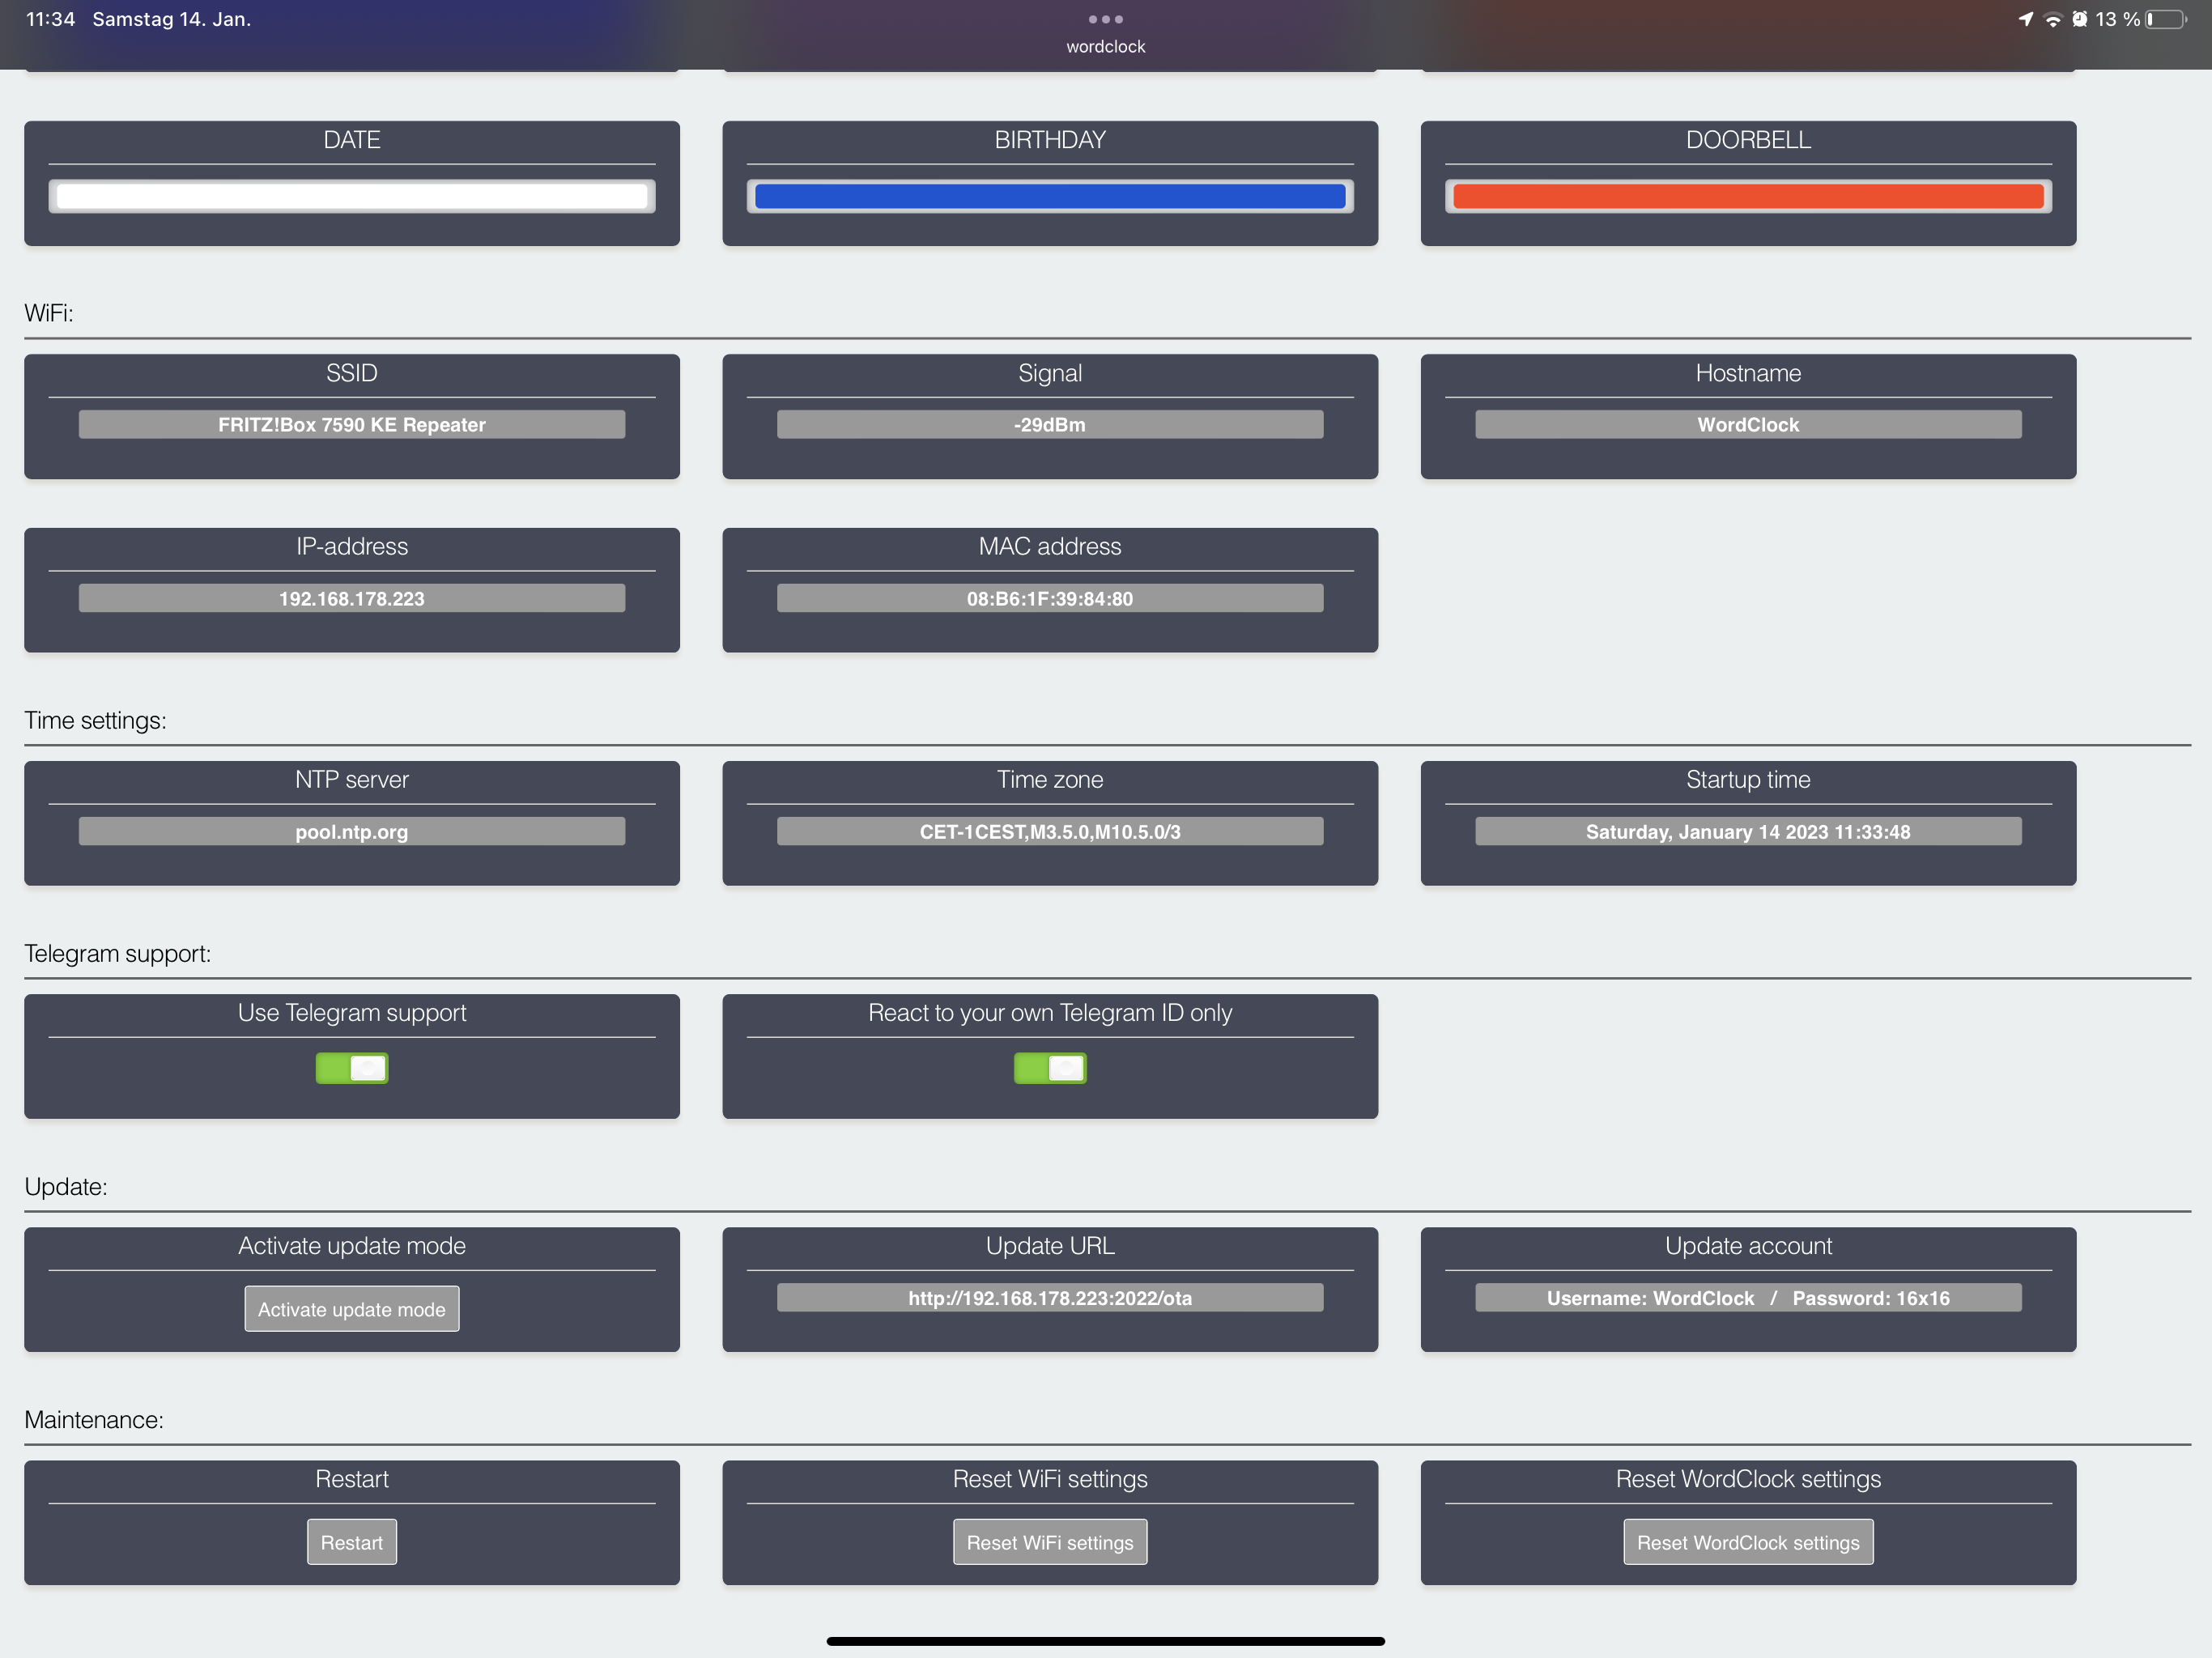 11:34 Samstag 14. Jan.
13 %
wordclock
DATE
BIRTHDAY
DOORBELL
WiFi:
SSID
Signal
Hostname
FRITZ!Box 7590 KE Repeater
-29dBm
WordClock
IP-address
MAC address
192.168.178.223
08:B6:1F:39:84:80
Time settings:
NTP server
Time zone
Startup time
pool.ntp.org
CET-1CEST,M3.5.0,M10.5.0/3
Saturday, January 14 2023 11:33:48
Telegram support:
Use Telegram support
React to your own Telegram ID only
Update:
Activate update mode
Update URL
Update account
Activate update mode
http://192.168.178.223:2022/ota
Username: WordClock / Password: 16x16
Maintenance:
Restart
Reset WiFi settings
Reset WordClock settings
Restart
Reset WiFi settings
Reset WordClock settings